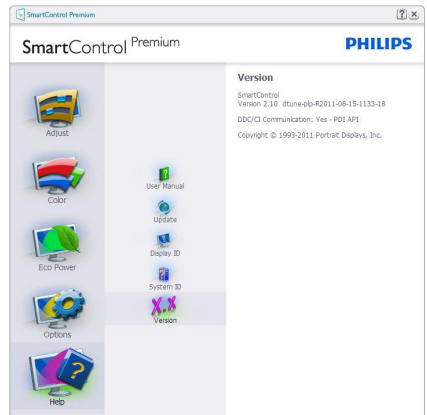 SmartControl Premium
SmartControl Premium
PHILIPS
Adjust
Color
Eco Power
Options
Help
User Manual
Update
Display ID
System ID
X.X
Version
Version
SmartControl
Version 2.10 dtune-plp-R2011-08-15-1133-18
DDC/CI Communication: Yes - PDI API
Copyright © 1993-2011 Portrait Displays, Inc.